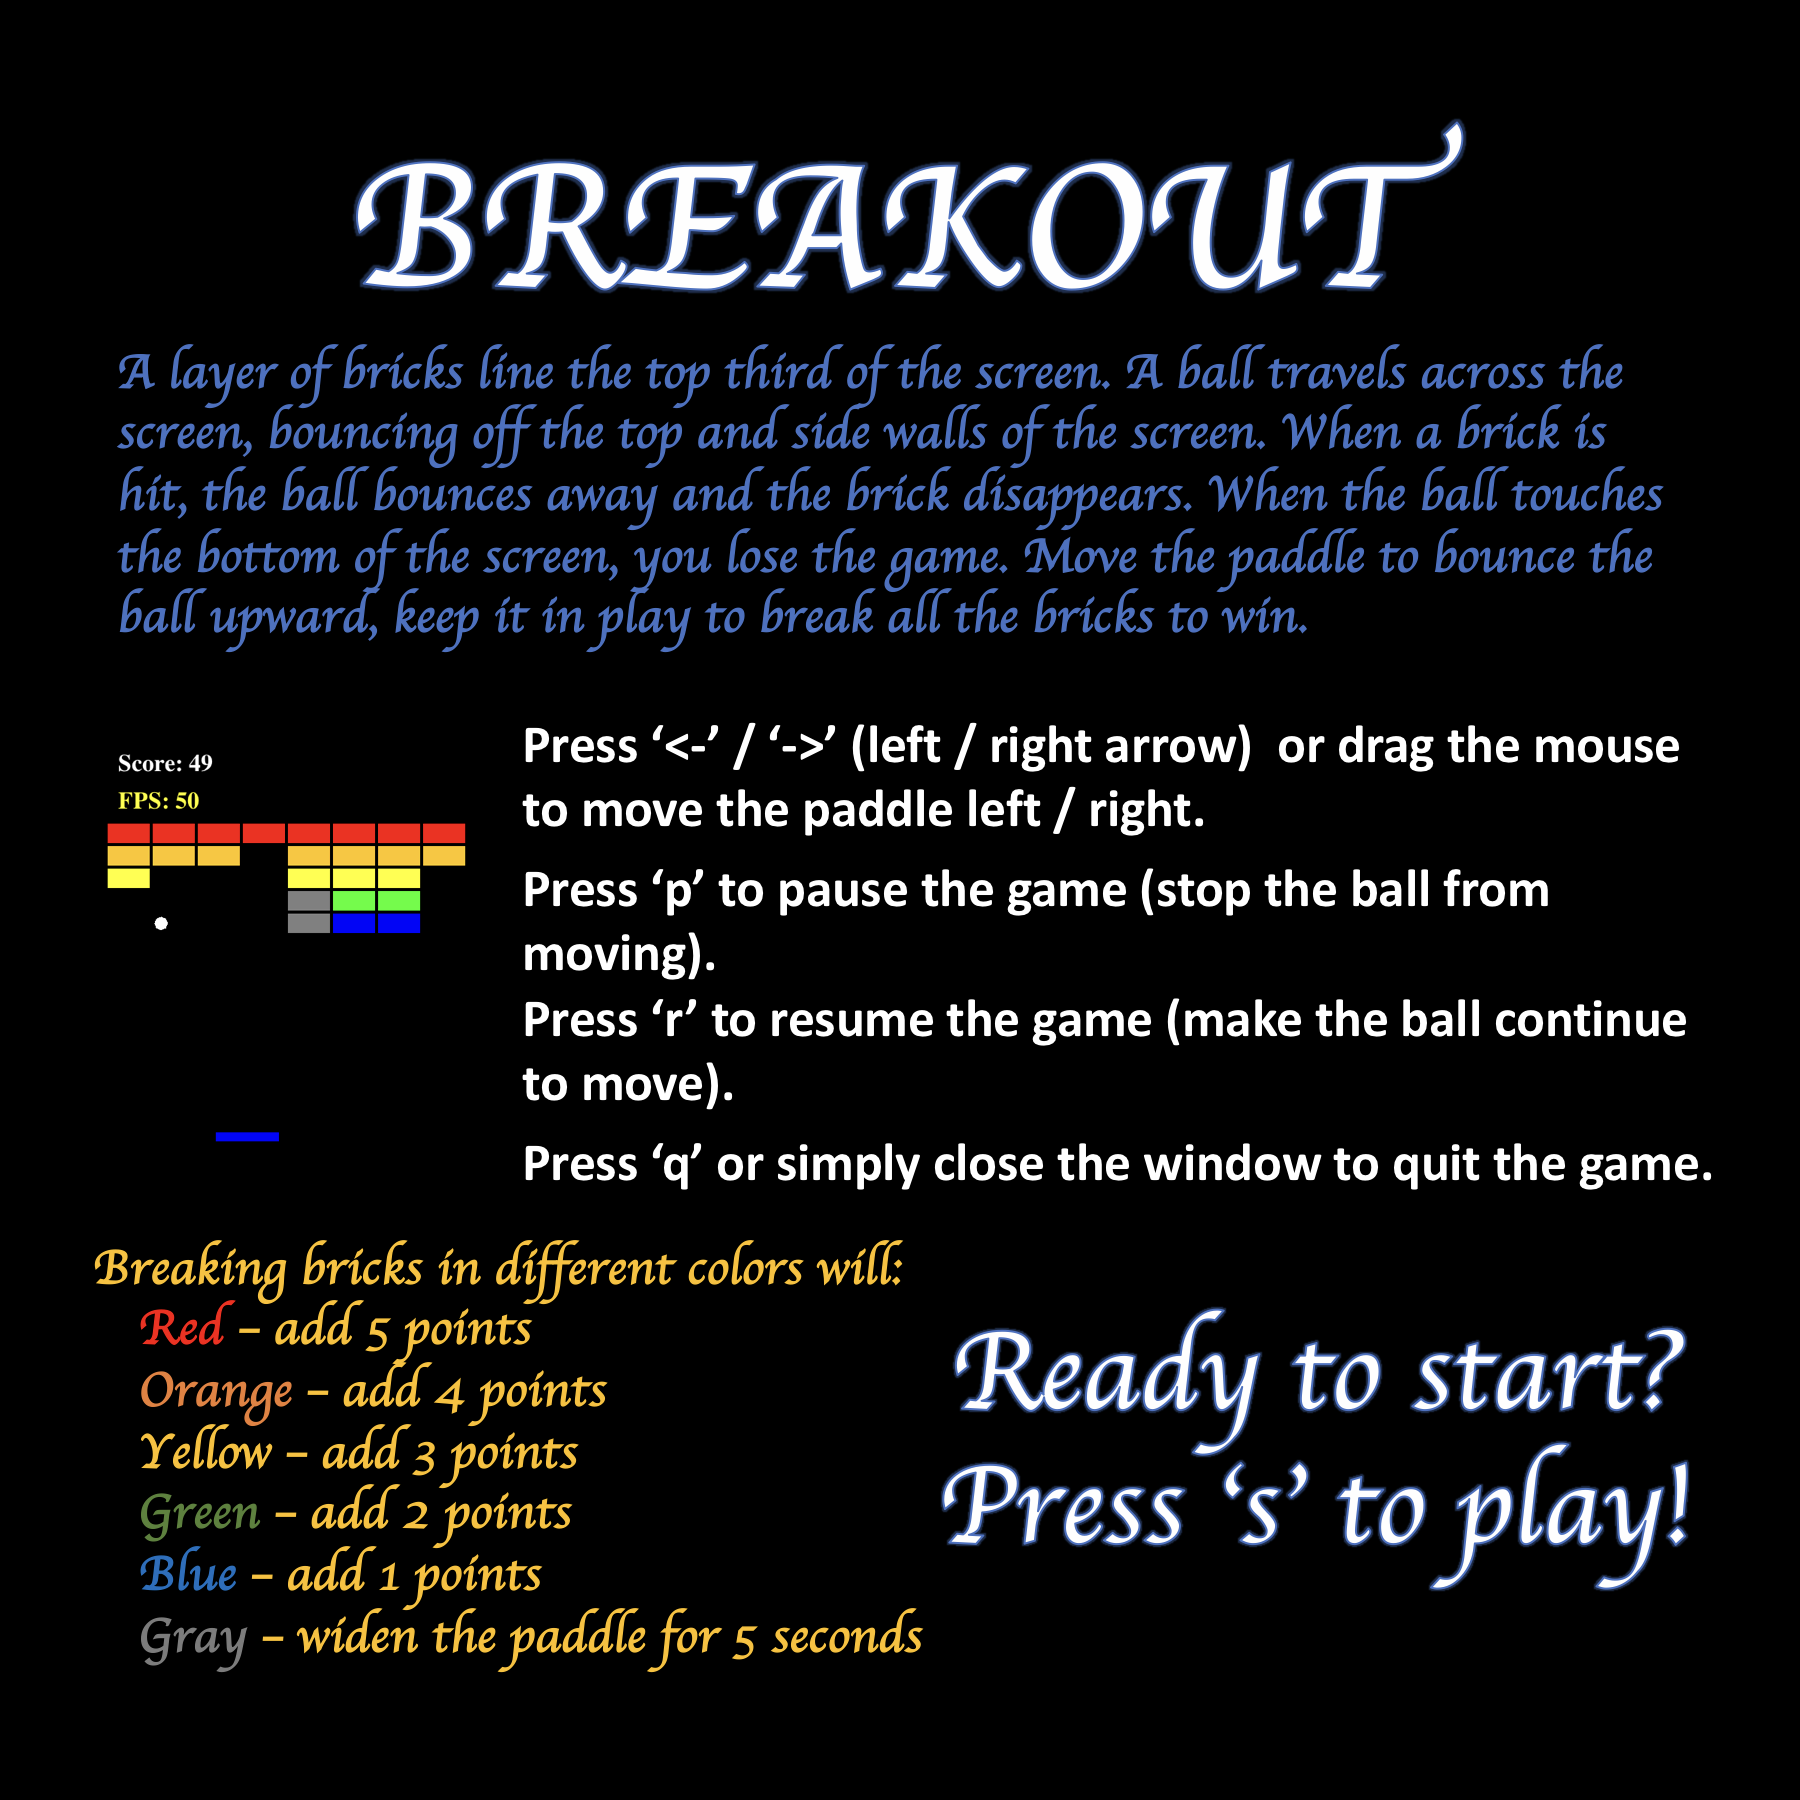 BREAKOUT
A layer of bricks line the top third of the screen. A ball travels across the
screen, bouncing off the top and side walls of the screen. When a brick is
hit, the ball bounces away and the brick disappears. When the ball touches
the bottom of the screen, you lose the game. Move the paddle to bounce the
ball upward, keep it in play to break all the bricks to win.
Score: 49
FPS: 50
Press ‘<-’ / ‘->’ (left / right arrow)  or drag the mouse
to move the paddle left / right.
Press ‘p’ to pause the game (stop the ball from
moving).
Press ‘r’ to resume the game (make the ball continue
to move).
Press ‘q’ or simply close the window to quit the game.
Breaking bricks in different colors will:
Red – add 5 points
Orange – add 4 points
Yellow – add 3 points
Green – add 2 points
Blue – add 1 points
Gray – widen the paddle for 5 seconds
Ready to start?
Press ‘s’ to play!